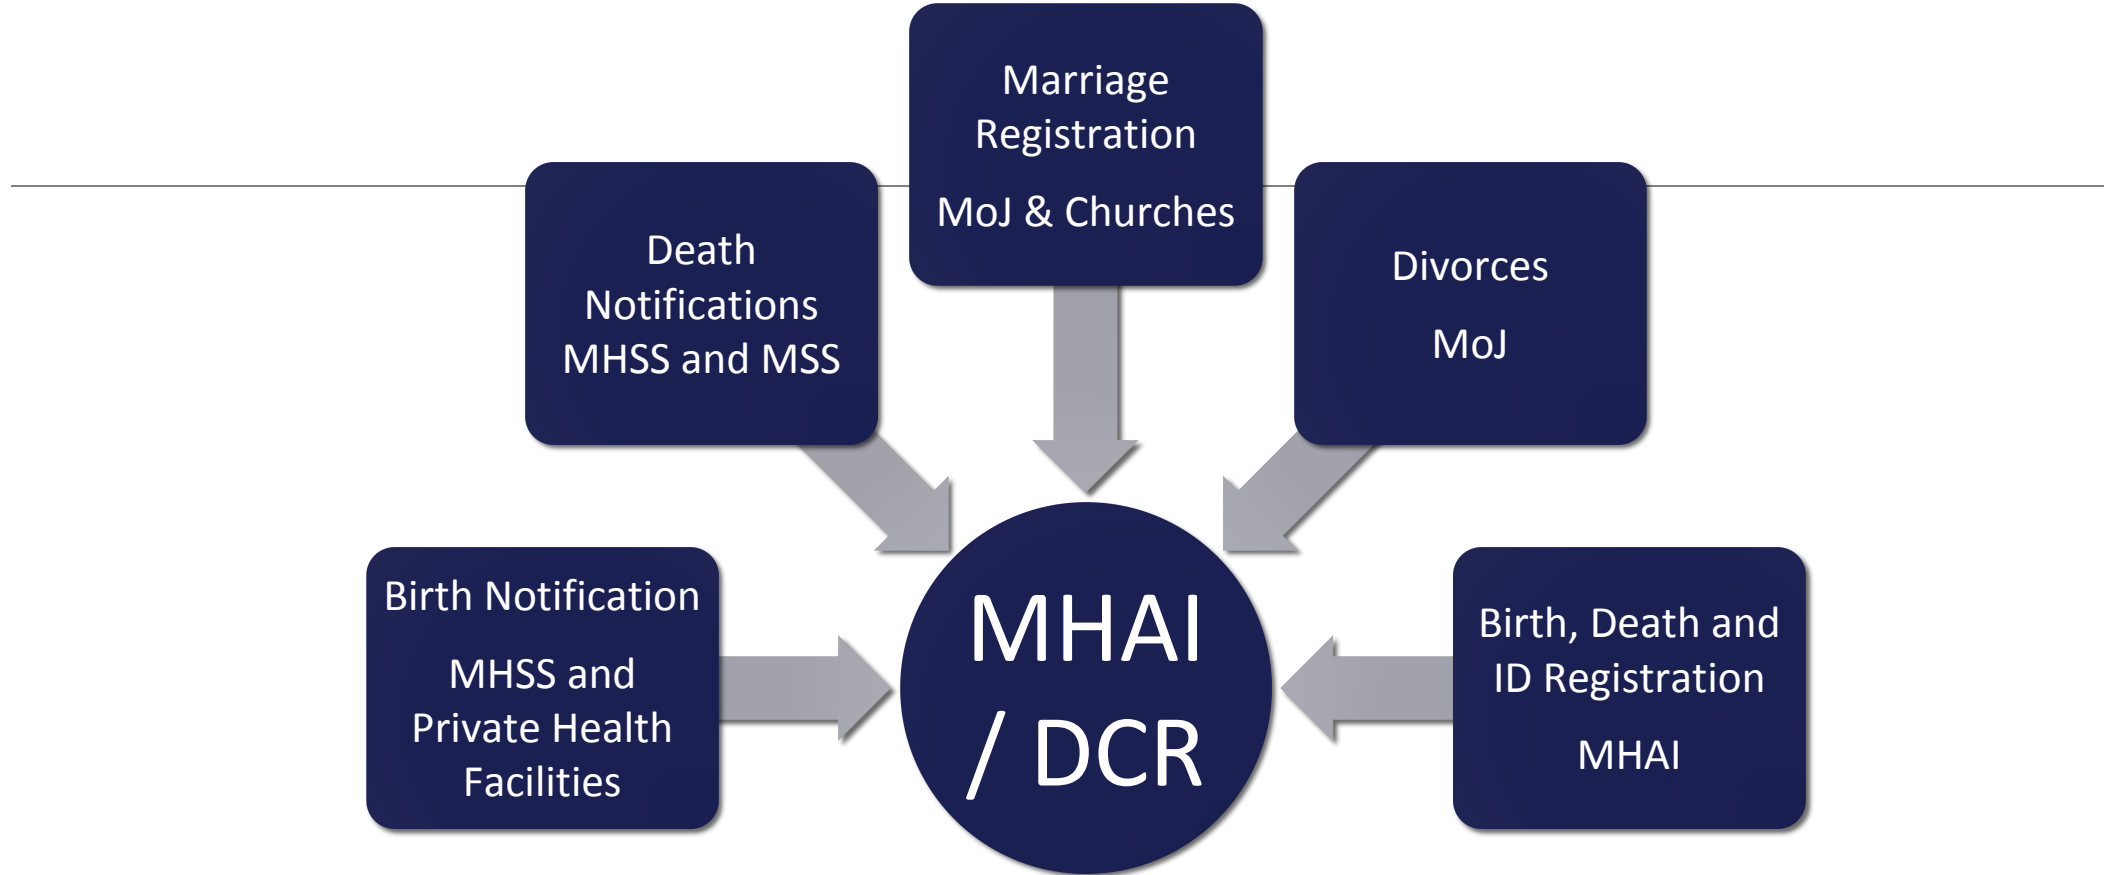 Marriage
Registration
MoJ & Churches
Death
Notifications
MHSS and MSS
Divorces
MoJ
Birth Notification
MHSS and
Private Health
Facilities
MHAI
/ DCR
Birth, Death and
ID Registration
MHAI